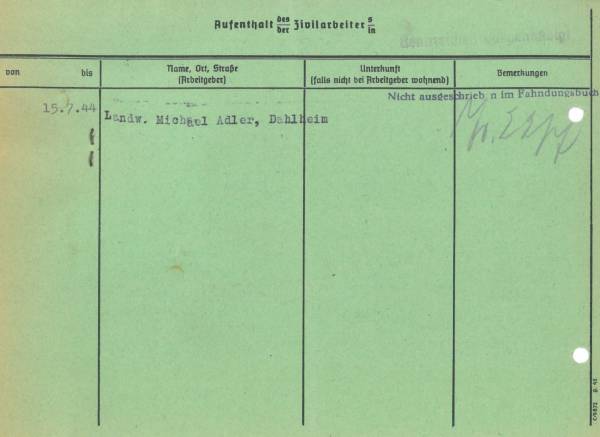 Aufenthalt des/der Zivilarbeiter s/in
von bis
Name, Ort, Straße
(Arbeitgeber)
Unterkunft
(falls nicht bei Arbeitgeber wohnend)
Bemerkungen
Nicht ausgeschrieb n im Fahndungsbuch
15.7.44 Landw. Michael Adler, Dahlheim